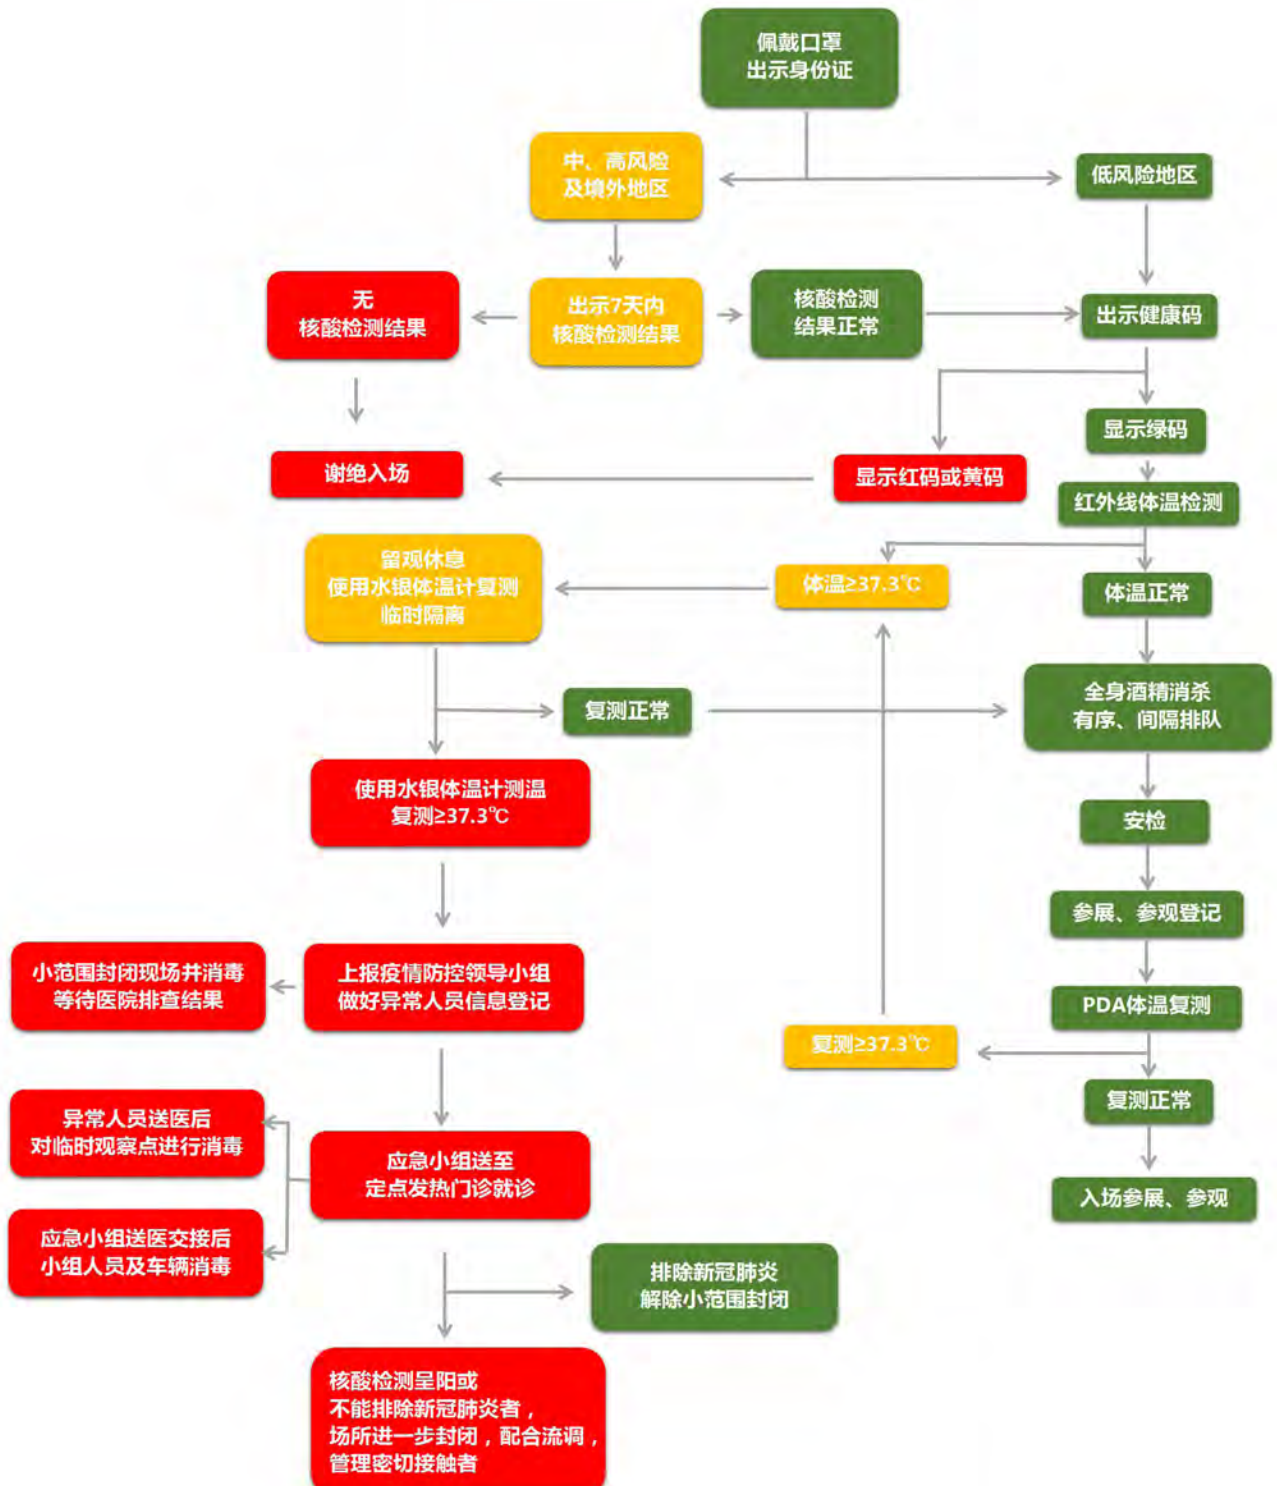 佩戴口罩
出示身份证
中、高风险
及境外地区
低风险地区
无
核酸检测结果
出示7天内
核酸检测结果
核酸检测
结果正常
出示健康码
显示绿码
谢绝入场
显示红码或黄码
红外线体温检测
留观休息
使用水银体温计复测
临时隔离
体温≥37.3℃
体温正常
复测正常
全身酒精消杀
有序、间隔排队
使用水银体温计测温
复测≥37.3℃
安检
参展、参观登记
小范围封闭现场并消毒
等待医院排查结果
上报疫情防控领导小组
做好异常人员信息登记
PDA体温复测
复测≥37.3℃
复测正常
异常人员送医后
对临时观察点进行消毒
应急小组送至
定点发热门诊就诊
入场参展、参观
应急小组送医交接后
小组人员及车辆消毒
排除新冠肺炎
解除小范围封闭
核酸检测呈阳或
不能排除新冠肺炎者，
场所进一步封闭，配合流调，
管理密切接触者